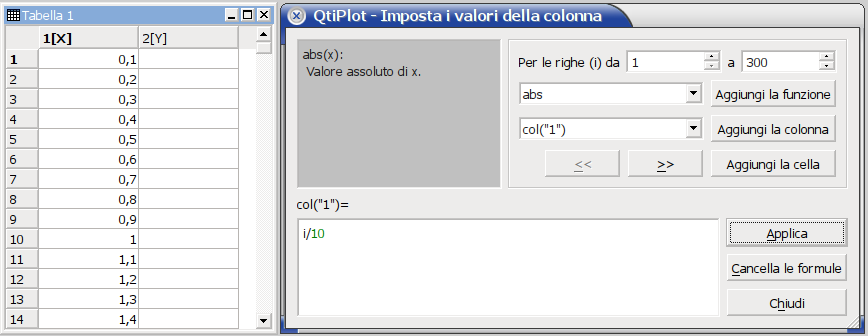 Tabella 1
1[X] 2[Y]
1 0,1
2 0,2
3 0,3
4 0,4
5 0,5
6 0,6
7 0,7
8 0,8
9 0,9
10 1
11 1,1
12 1,2
13 1,3
14 1,4
QtiPlot - Imposta i valori della colonna
abs(x):
Valore assoluto di x.
Per le righe (i) da 1 a 300
abs Aggiungi la funzione
col("1") Aggiungi la colonna
<< >> Aggiungi la cella
col("1")=
i/10
Applica
Cancella le formule
Chiudi